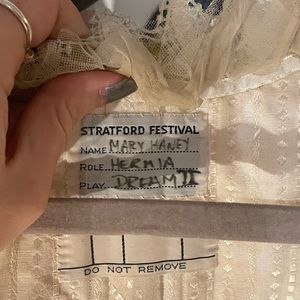 STRATFORD FESTIVAL
NAME MARY HANEY
ROLE HERMIA
PLAY DREAM II
DO NOT REMOVE